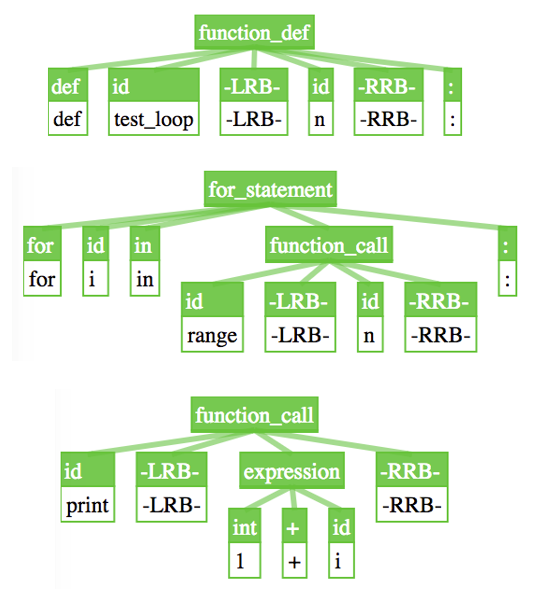 function_def
def id -LRB- id -RRB- :
def test_loop -LRB- n -RRB- :
for_statement
for id in function_call :
for i in :
id -LRB- id -RRB-
range -LRB- n -RRB-
function_call
id -LRB- expression -RRB-
print -LRB- -RRB-
int + id
1 + i